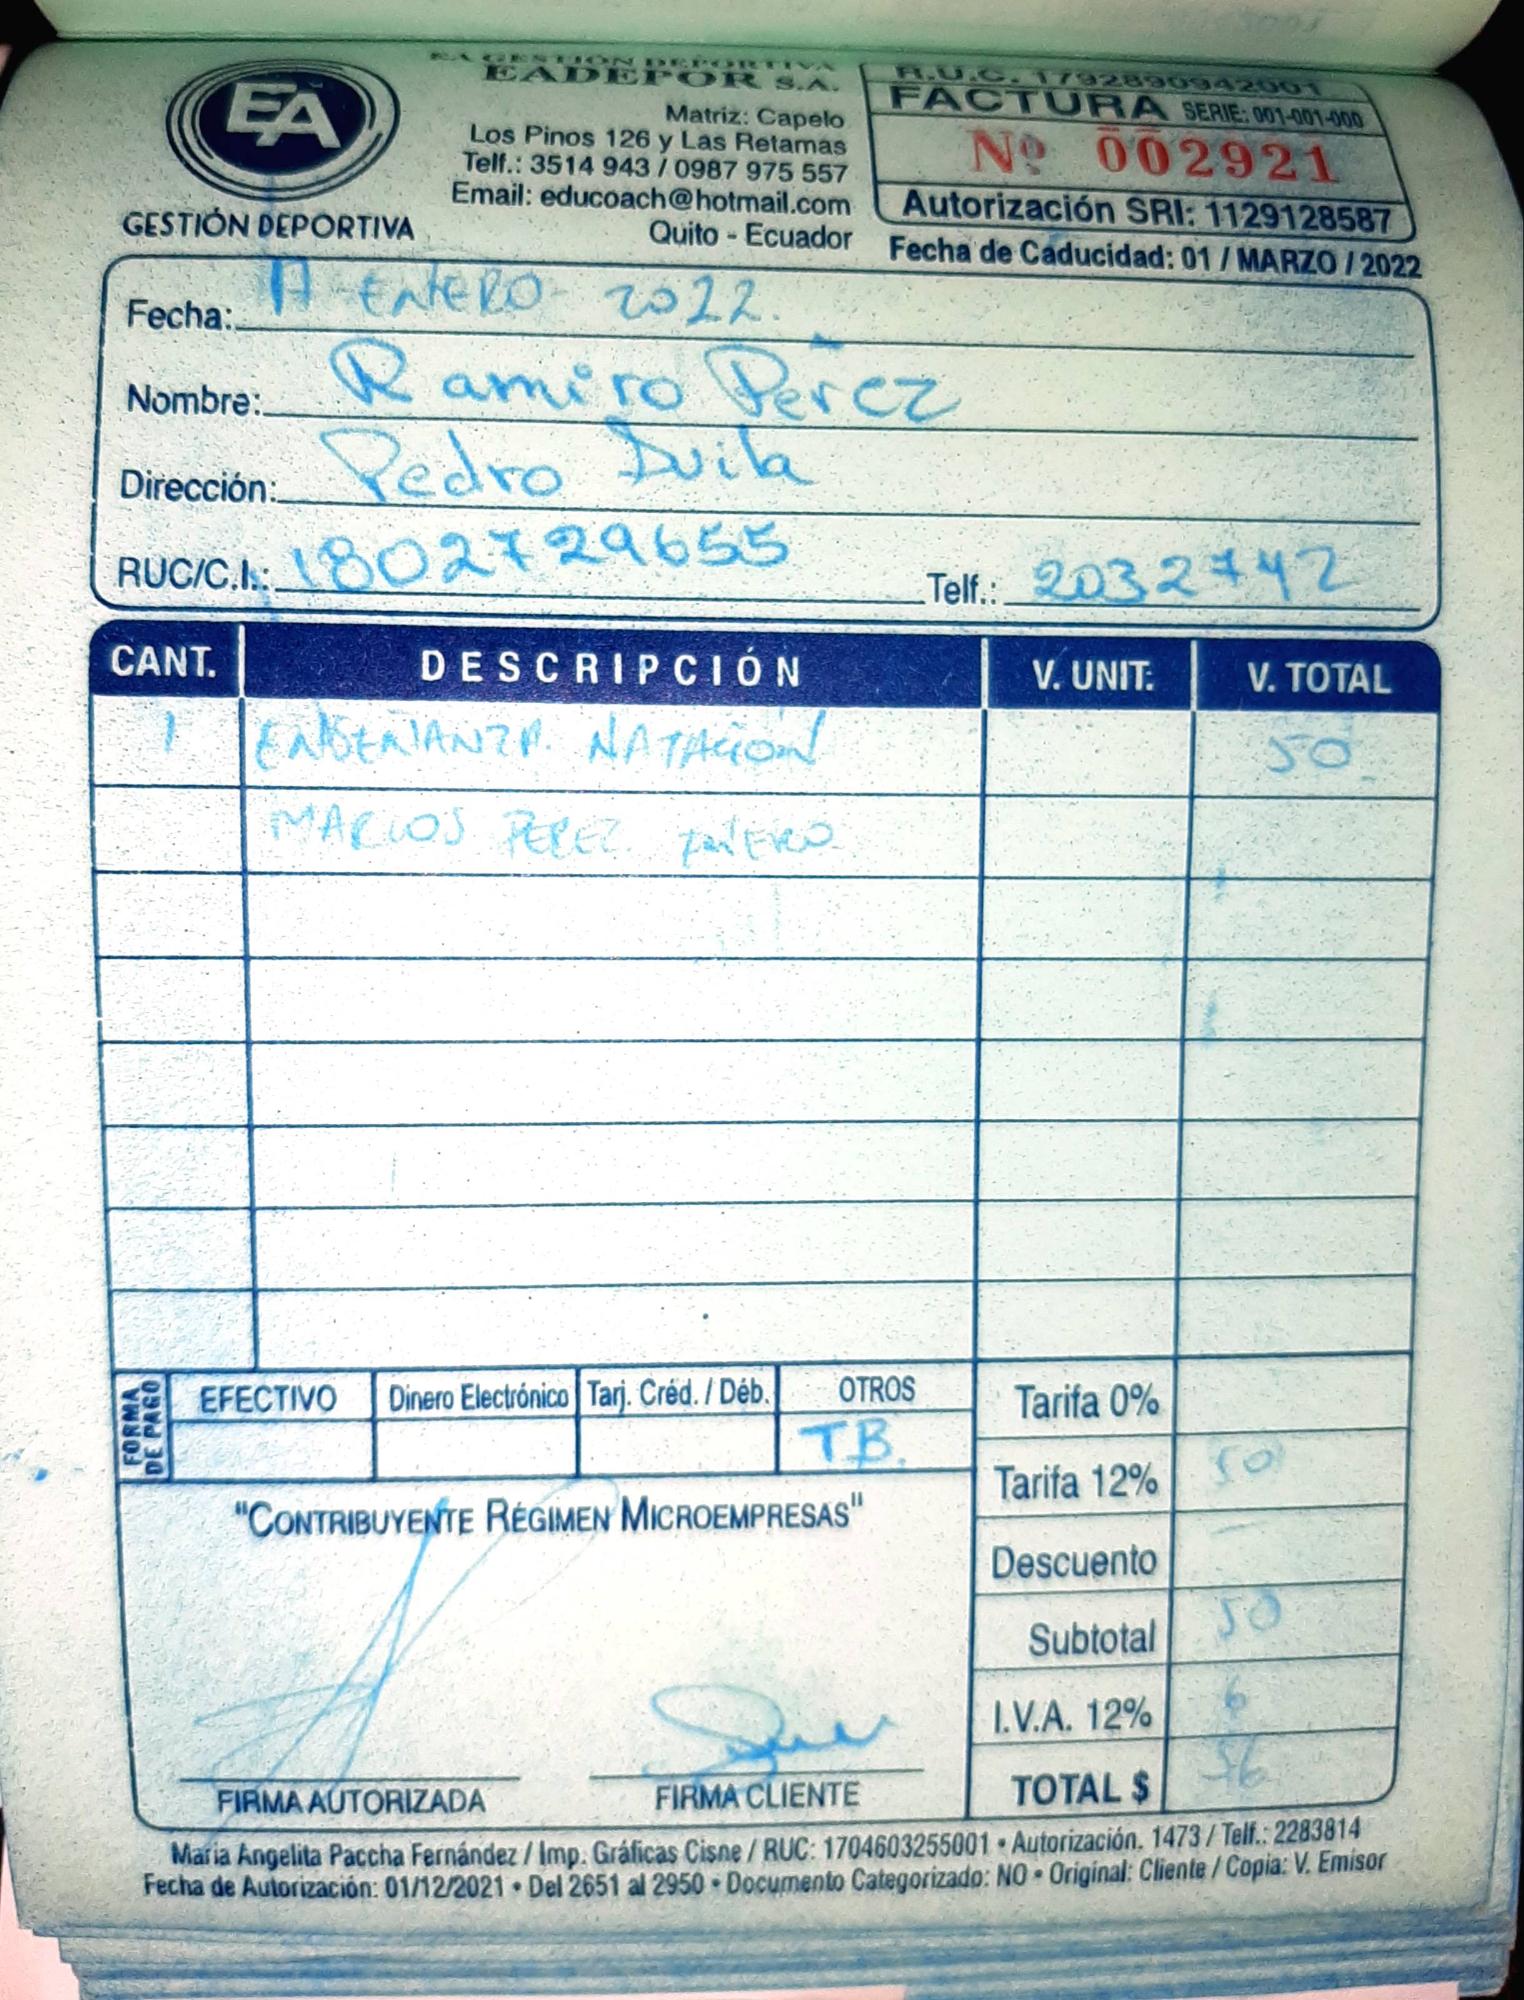 EA
GESTIÓN DEPORTIVA
EA GESTIÓN DEPORTIVA
EADEPOR S.A.
Matriz: Capelo
Los Pinos 126 y Las Retamas
Telf.: 3514 943 / 0987 975 557
Email: educoach@hotmail.com
Quito - Ecuador
R.U.C. 1792890942001
FACTURA SERIE: 001-001-000
Nº 002921
Autorización SRI: 1129128587
Fecha de Caducidad: 01 / MARZO / 2022
Fecha: ENERO - 2022.
Nombre: Ramiro Perez
Dirección: Pedro
RUC/C.I.: 1802729655 Telf.: 2032742
CANT. DESCRIPCIÓN V. UNIT. V. TOTAL
1 ENSEÑANZA NATACIÓN 50
PEREZ ENERO
FORMA DE PAGO
EFECTIVO Dinero Electrónico Tarj. Créd. / Déb. OTROS
T.B.
Tarifa 0%
Tarifa 12% 50
Descuento -
Subtotal 50
I.V.A. 12% 6
TOTAL $ 56
"CONTRIBUYENTE RÉGIMEN MICROEMPRESAS"
FIRMA AUTORIZADA FIRMA CLIENTE
Maria Angelita Paccha Fernández / Imp. Gráficas Cisne / RUC: 1704603255001 • Autorización. 1473 / Telf.: 2283814
Fecha de Autorización: 01/12/2021 • Del 2651 al 2950 • Documento Categorizado: NO • Original: Cliente / Copia: V. Emisor